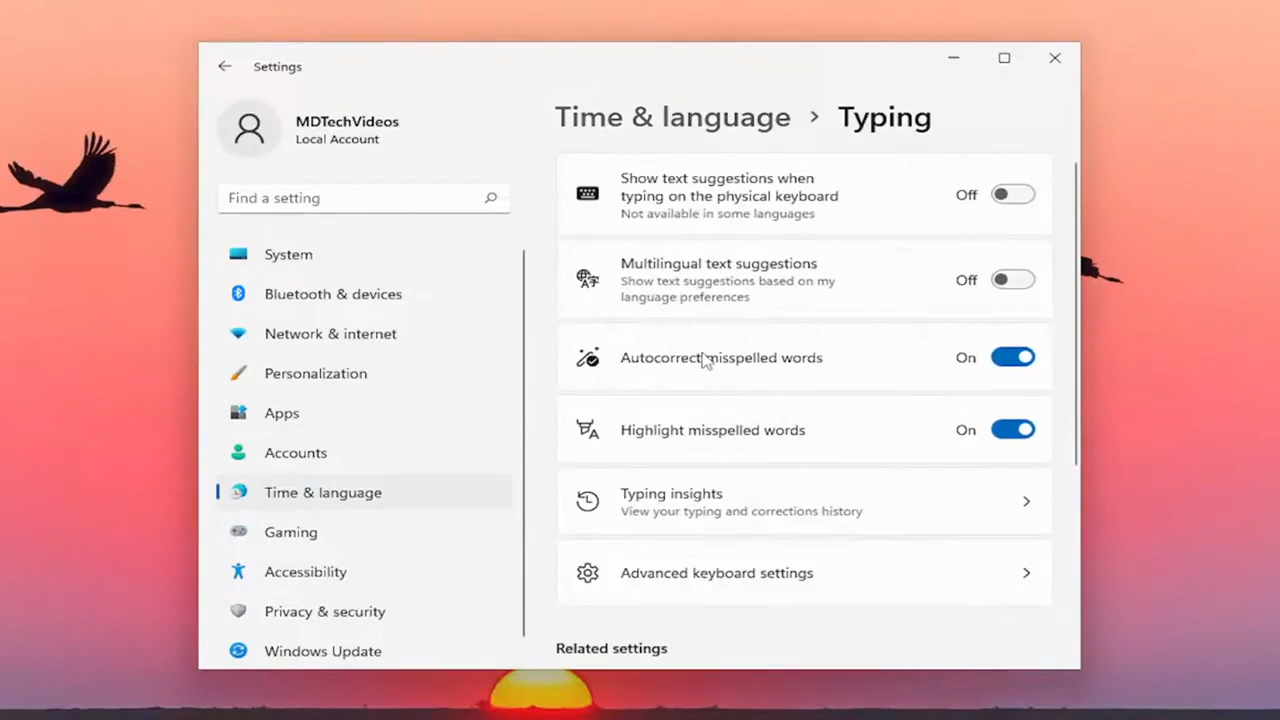 Settings
MDTechVideos
Local Account
Find a setting
System
Bluetooth & devices
Network & internet
Personalization
Apps
Accounts
Time & language
Gaming
Accessibility
Privacy & security
Windows Update
Time & language > Typing
Show text suggestions when
typing on the physical keyboard
Not available in some languages
Off
Multilingual text suggestions
Show text suggestions based on my
language preferences
Off
Autocorrect misspelled words
On
Highlight misspelled words
On
Typing insights
View your typing and corrections history
Advanced keyboard settings
Related settings